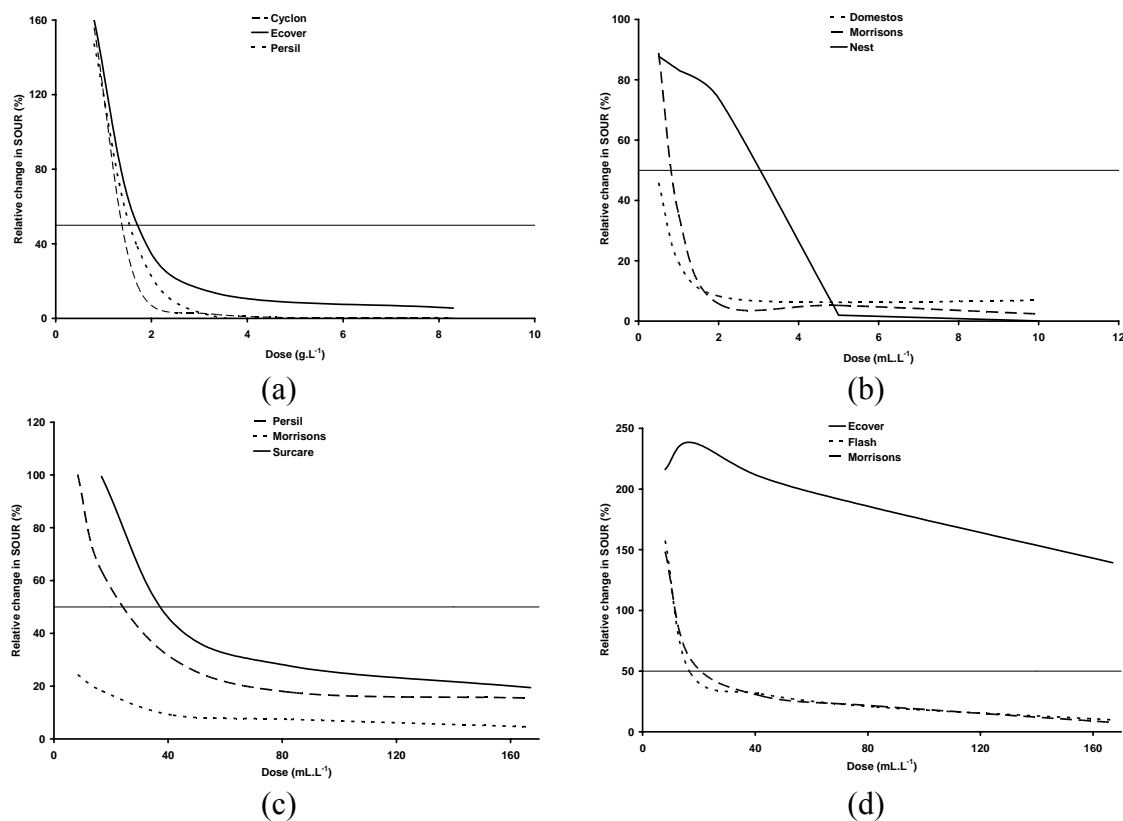 Cyclon
Ecover
Persil
Relative change in SOUR (%)
160
120
80
40
0
0 2 4 6 8 10
Dose (g.L-1)
(a)
Domestos
Morrisons
Nest
Relative change in SOUR (%)
100
80
60
40
20
0
0 2 4 6 8 10 12
Dose (mL.L-1)
(b)
Persil
Morrisons
Surcare
Relative change in SOUR (%)
120
100
80
60
40
20
0
0 40 80 120 160
Dose (mL.L-1)
(c)
Ecover
Flash
Morrisons
Relative change in SOUR (%)
250
200
150
100
50
0
0 40 80 120 160
Dose (mL.L-1)
(d)